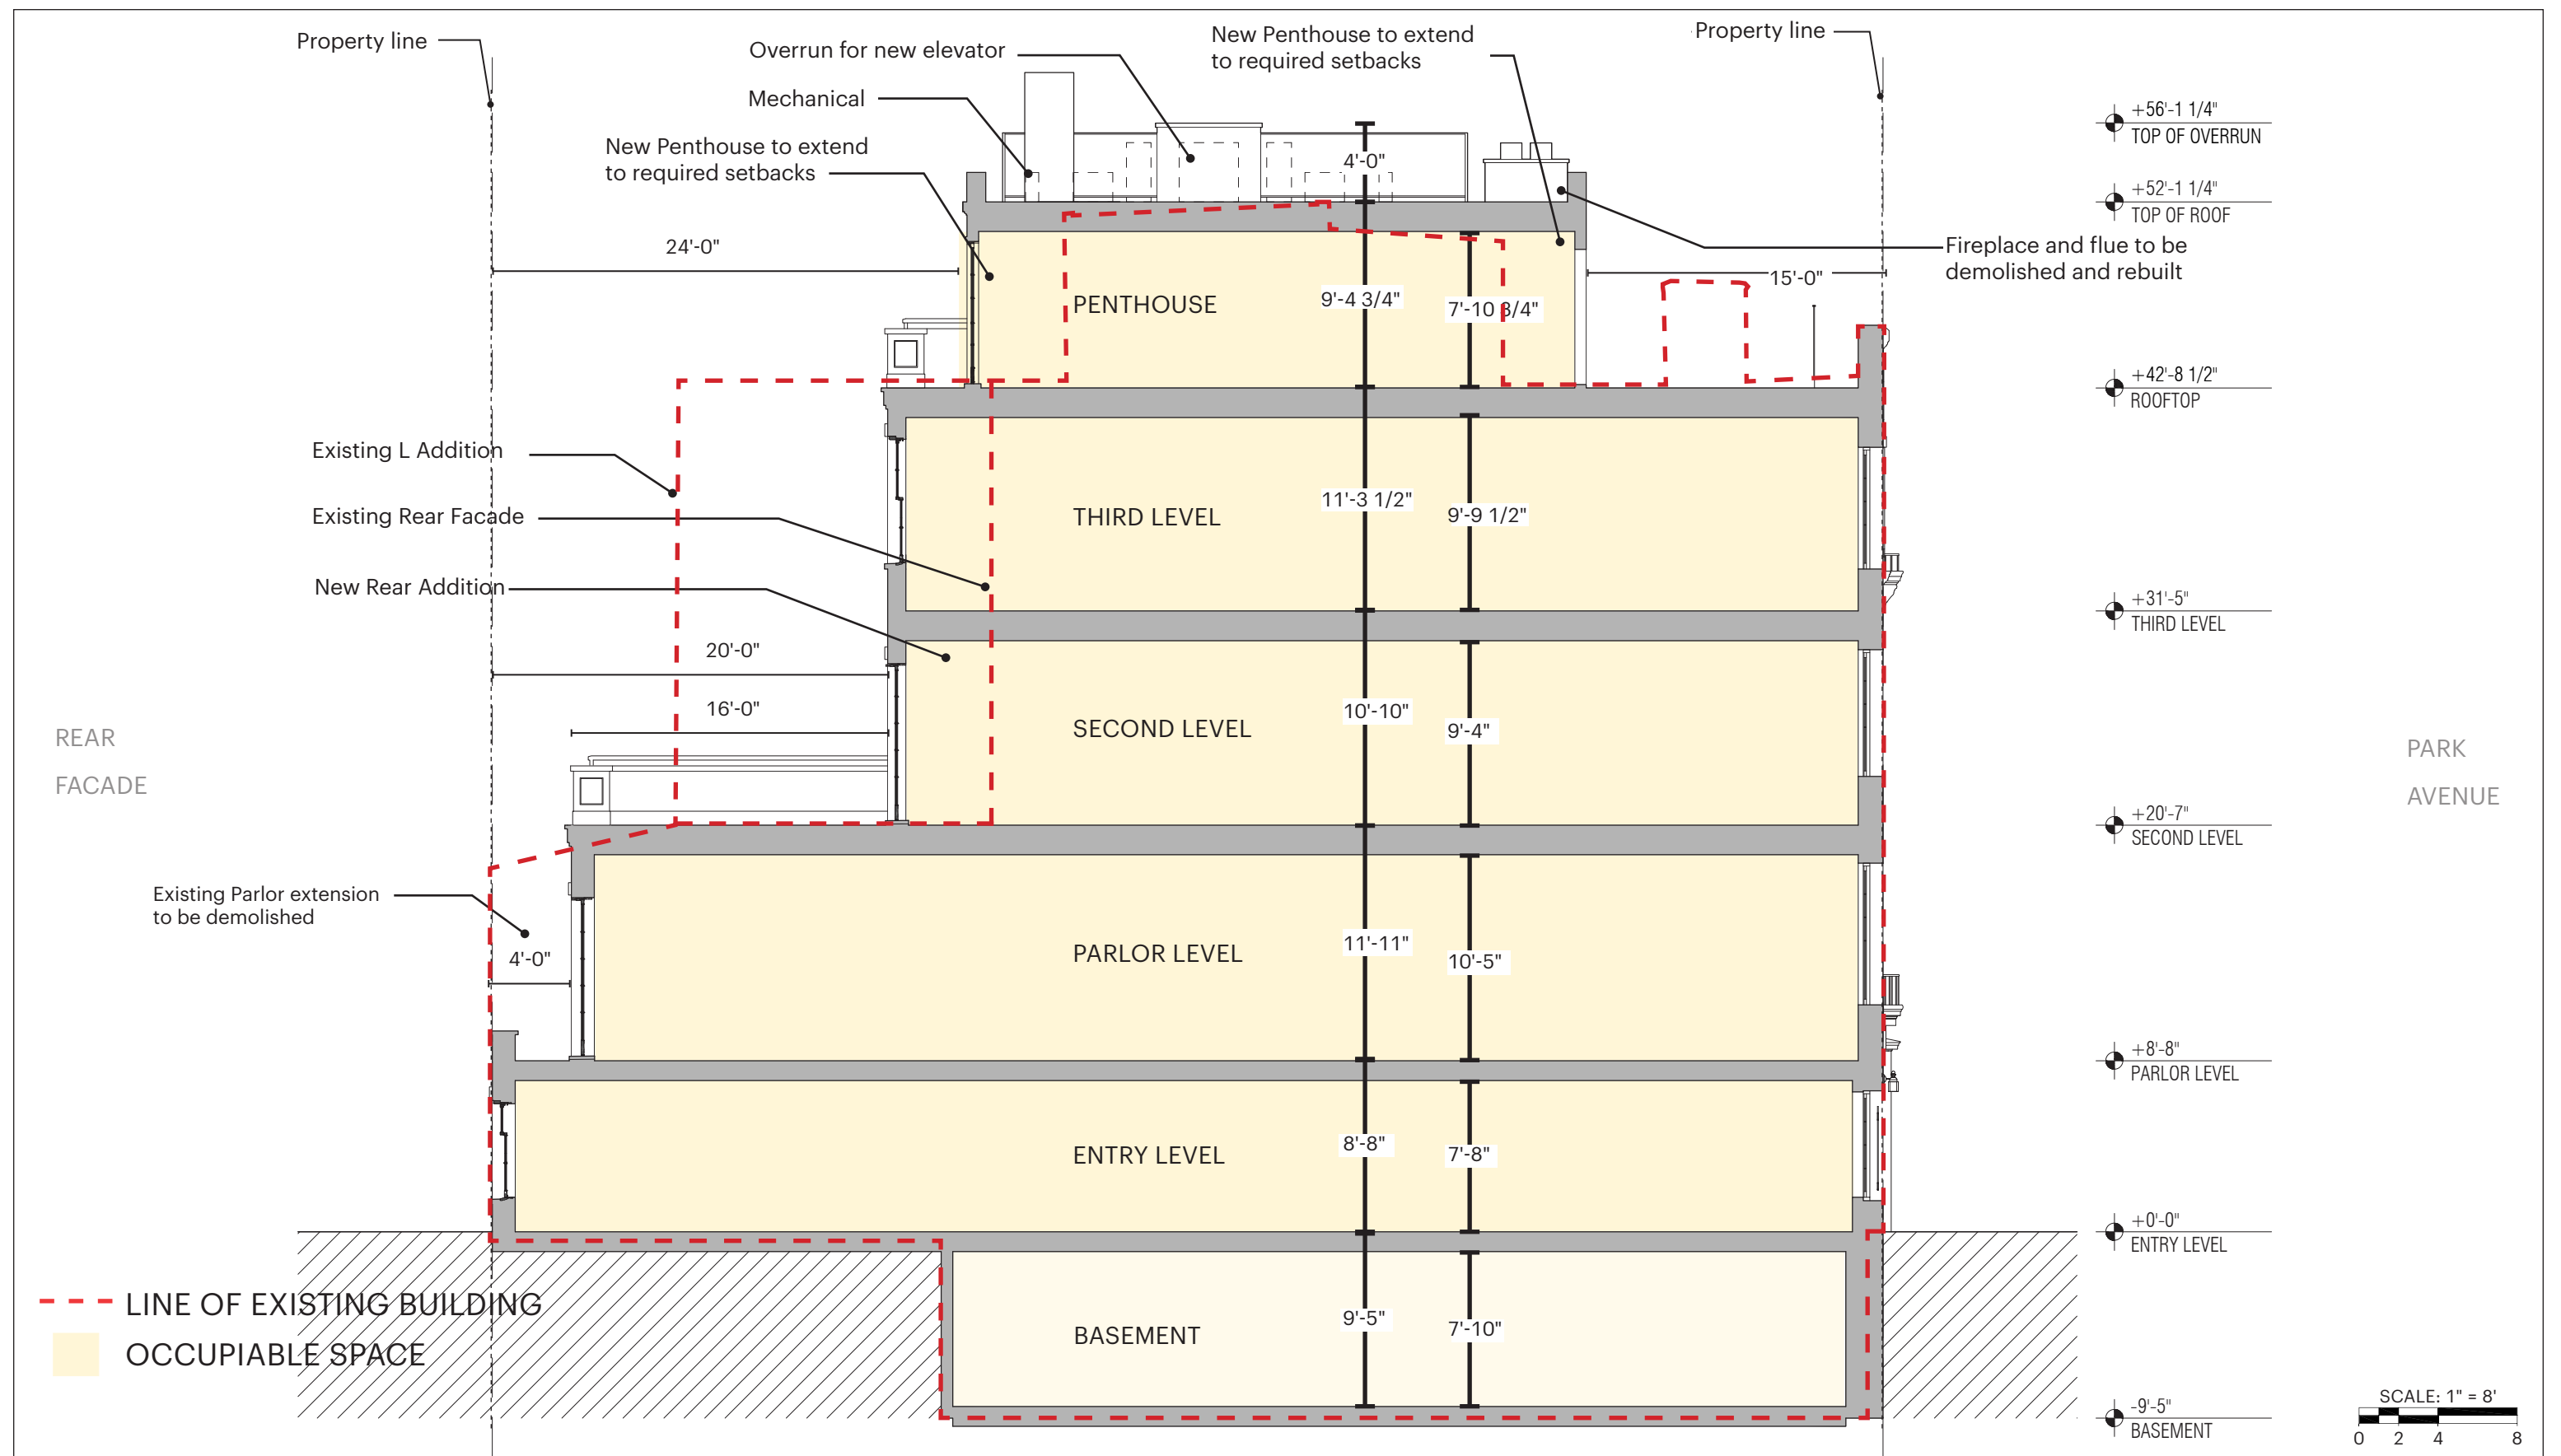 Property line
Overrun for new elevator
New Penthouse to extend
to required setbacks
Property line
Mechanical
New Penthouse to extend
to required setbacks
+56'-1 1/4"
TOP OF OVERRUN
4'-0"
+52'-1 1/4"
TOP OF ROOF
24'-0"
Fireplace and flue to be
demolished and rebuilt
15'-0"
PENTHOUSE
9'-4 3/4"
7'-10 3/4"
+42'-8 1/2"
ROOFTOP
Existing L Addition
Existing Rear Facade
THIRD LEVEL
11'-3 1/2"
9'-9 1/2"
New Rear Addition
+31'-5"
THIRD LEVEL
20'-0"
16'-0"
SECOND LEVEL
10'-10"
9'-4"
REAR
FACADE
PARK
AVENUE
+20'-7"
SECOND LEVEL
Existing Parlor extension
to be demolished
4'-0"
PARLOR LEVEL
11'-11"
10'-5"
+8'-8"
PARLOR LEVEL
ENTRY LEVEL
8'-8"
7'-8"
+0'-0"
ENTRY LEVEL
LINE OF EXISTING BUILDING
OCCUPIABLE SPACE
BASEMENT
9'-5"
7'-10"
-9'-5"
BASEMENT
SCALE: 1" = 8'
0 2 4 8